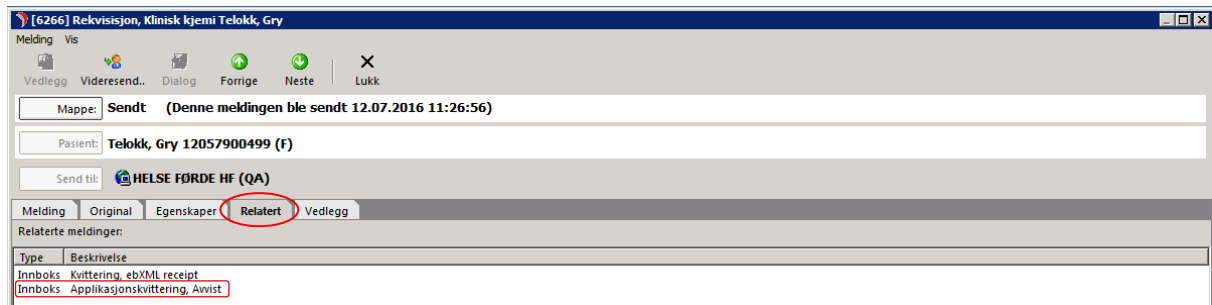 [6266] Rekvisisjon, Klinisk kjemi Telokk, Gry
Melding Vis
Vedlegg Videresend.. Dialog Forrige Neste Lukk
Mappe: Sendt (Denne meldingen ble sendt 12.07.2016 11:26:56)
Pasient: Telokk, Gry 12057900499 (F)
Send til: HELSE FØRDE HF (QA)
Melding Original Egenskaper Relatert Vedlegg
Relaterte meldinger:
Type Beskrivelse
Innboks Kvittering, ebXML receipt
Innboks Applikasjonskvittering, Avvist